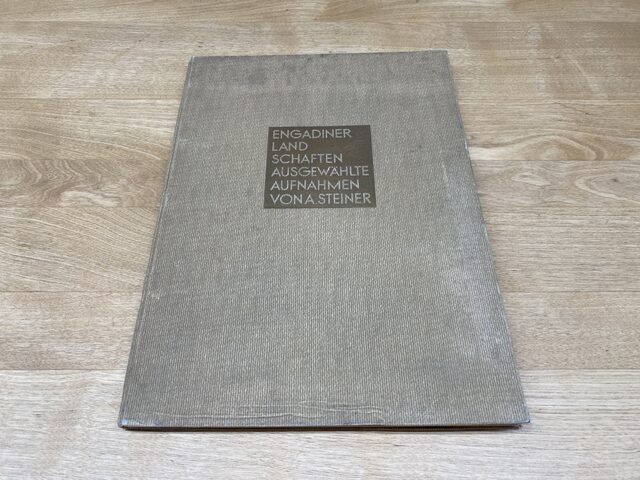 ENGADINER
LAND
SCHAFTEN
AUSGEWÄHLTE
AUFNAHMEN
VON A. STEINER